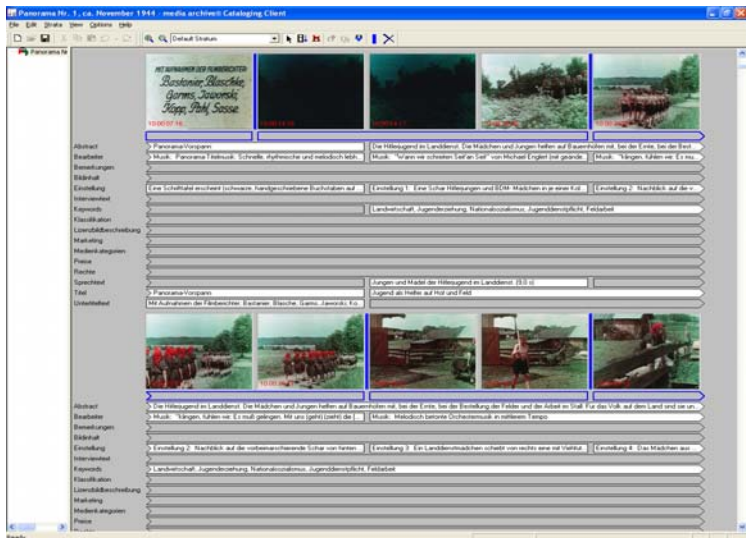 Panorama Nr. 1, ca. November 1944 - media archive® Cataloging Client
File Edit Strata View Options Help
Default Stratum
Panorama Nr
MIT AUFNAHMEN DER FILMBERICHTER:
Bastanier, Blaschke,
Garms, Jaworski,
Kopp, Pahl, Sasse
Abstract
Panorama-Vorspann
Die Hitlerjugend im Landdienst. Die Mädchen und Jungen helfen auf Bauernhöfen mit, bei der Ernte, bei der Best
Bearbeiter
Musik: Panorama Titelmusik: Schnelle, rhythmische und melodisch lebh...
Musik: "Wann wir schreiten Seit' an Seit'" von Michael Englert (mit geände...
Musik: "klingen, fühlen wir: Es mu...
Bemerkungen
Bildinhalt
Einstellung
Eine Schrifttafel erscheint (schwarze, handgeschriebene Buchstaben auf
Einstellung 1: Eine Schar Hitlerjungen und BDM- Mädchen in je einer Kol
Einstellung 2: Nachblick auf die v...
Interviewtext
Keywords
Landwirtschaft, Jugenderziehung, Nationalsozialismus, Jugenddienstpflicht, Feldarbeit
Klassifikation
Lizenzbildbeschreibung
Marketing
Medienkategorien
Preise
Rechte
Sprechtext
Jungen und Mädel der Hitlerjugend im Landdienst. (9,0 s)
Titel
Panorama-Vorspann
Jugend als Helfer auf Hof und Feld
Untertiteltext
Mit Aufnahmen der Filmberichter: Bastanier, Blasche, Garms, Jaworski, Ko...
Abstract
Die Hitlerjugend im Landdienst. Die Mädchen und Jungen helfen auf Bauernhöfen mit, bei der Ernte, bei der Bestellung der Felder und der Arbeit im Stall. Für das Volk auf dem Land sind sie un...
Bearbeiter
Musik: "klingen, fühlen wir: Es muß gelingen, Mit uns (geht) (zieht) die [...
Musik: Melodisch betonte Orchestermusik in mittlerem Tempo
Bemerkungen
Bildinhalt
Einstellung
Einstellung 2: Nachblick auf die vorbeimarschierende Schar von hinten
Einstellung 3: Ein Landdienstmädchen schiebt von rechts eine mit Viehfut
Einstellung 4: Das Mädchen aus
Interviewtext
Keywords
Landwirtschaft, Jugenderziehung, Nationalsozialismus, Jugenddienstpflicht, Feldarbeit
Klassifikation
Lizenzbildbeschreibung
Marketing
Medienkategorien
Preise
Ready